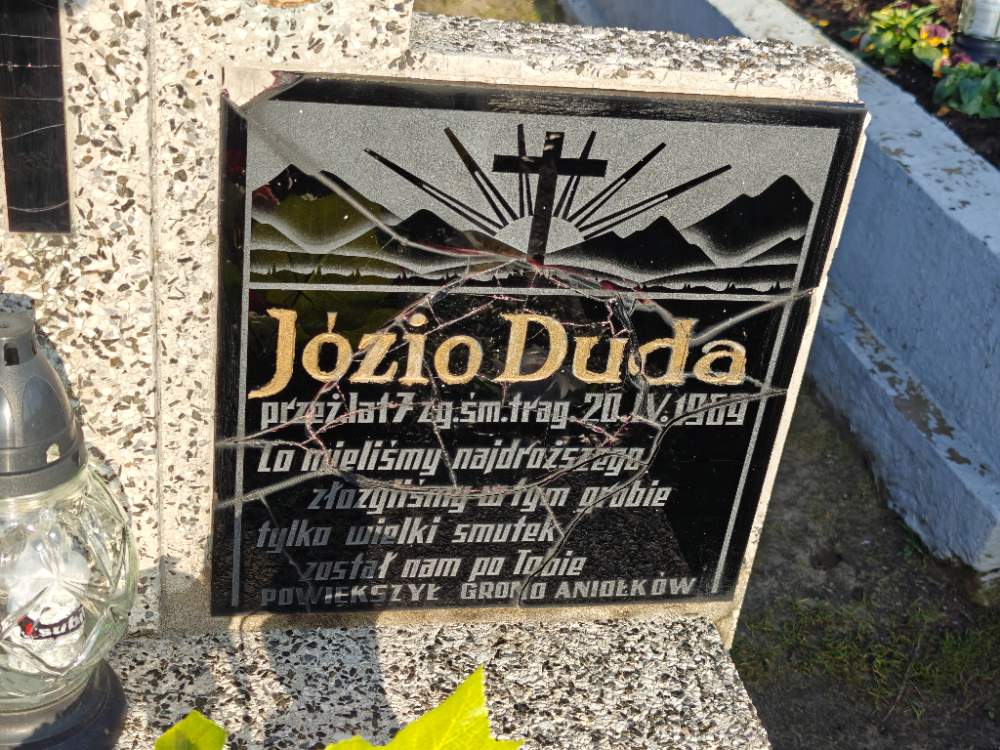 Józio Duda
przeż.lat 7 zg.śm.trag. 20.IV.1969
Co mieliśmy najdroższego
złożyliśmy w tym grobie
tylko wielki smutek
został nam po Tobie
POWIĘKSZYŁ GRONO ANIOŁKÓW